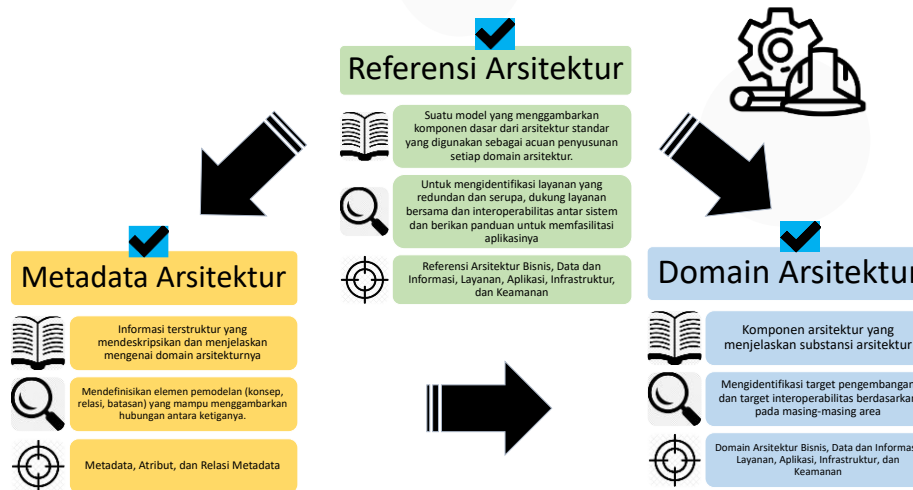 Referensi Arsitektur
Suatu model yang menggambarkan
komponen dasar dari arsitektur standar
yang digunakan sebagai acuan penyusunan
setiap domain arsitektur.
Untuk mengidentifikasi layanan yang
redundan dan serupa, dukung layanan
bersama dan interoperabilitas antar sistem
dan berikan panduan untuk memfasilitasi
aplikasinya
Referensi Arsitektur Bisnis, Data dan
Informasi, Layanan, Aplikasi, Infrastruktur,
dan Keamanan
Metadata Arsitektur
Informasi terstruktur yang
mendeskripsikan dan menjelaskan
mengenai domain arsitekturnya
Mendefinisikan elemen pemodelan (konsep,
relasi, batasan) yang mampu menggambarkan
hubungan antara ketiganya.
Metadata, Atribut, dan Relasi Metadata
Domain Arsitektur
Komponen arsitektur yang
menjelaskan substansi arsitektur
Mengidentifikasi target pengembangan
dan target interoperabilitas berdasarkan
pada masing-masing area
Domain Arsitektur Bisnis, Data dan Informas
Layanan, Aplikasi, Infrastruktur, dan
Keamanan